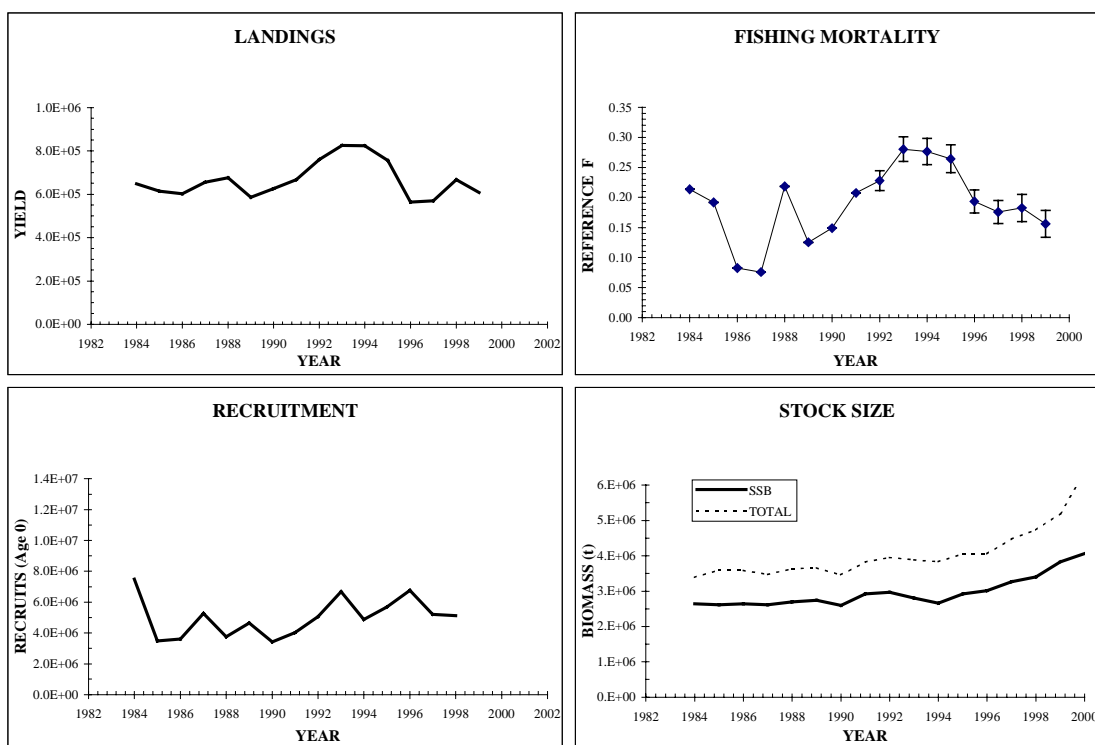 LANDINGS
1.0E+06
8.0E+05
6.0E+05
4.0E+05
2.0E+05
0.0E+00
YIELD
1982 1984 1986 1988 1990 1992 1994 1996 1998 2000 2002
YEAR
FISHING MORTALITY
0.35
0.30
0.25
0.20
0.15
0.10
0.05
0.00
REFERENCE F
1982 1984 1986 1988 1990 1992 1994 1996 1998 2000
YEAR
RECRUITMENT
1.4E+07
1.2E+07
1.0E+07
8.0E+06
6.0E+06
4.0E+06
2.0E+06
0.0E+00
RECRUITS (Age 0)
1982 1984 1986 1988 1990 1992 1994 1996 1998 2000 2002
YEAR
STOCK SIZE
6.E+06
5.E+06
4.E+06
3.E+06
2.E+06
1.E+06
0.E+00
BIOMASS (t)
SSB
TOTAL
1982 1984 1986 1988 1990 1992 1994 1996 1998 2000
YEAR